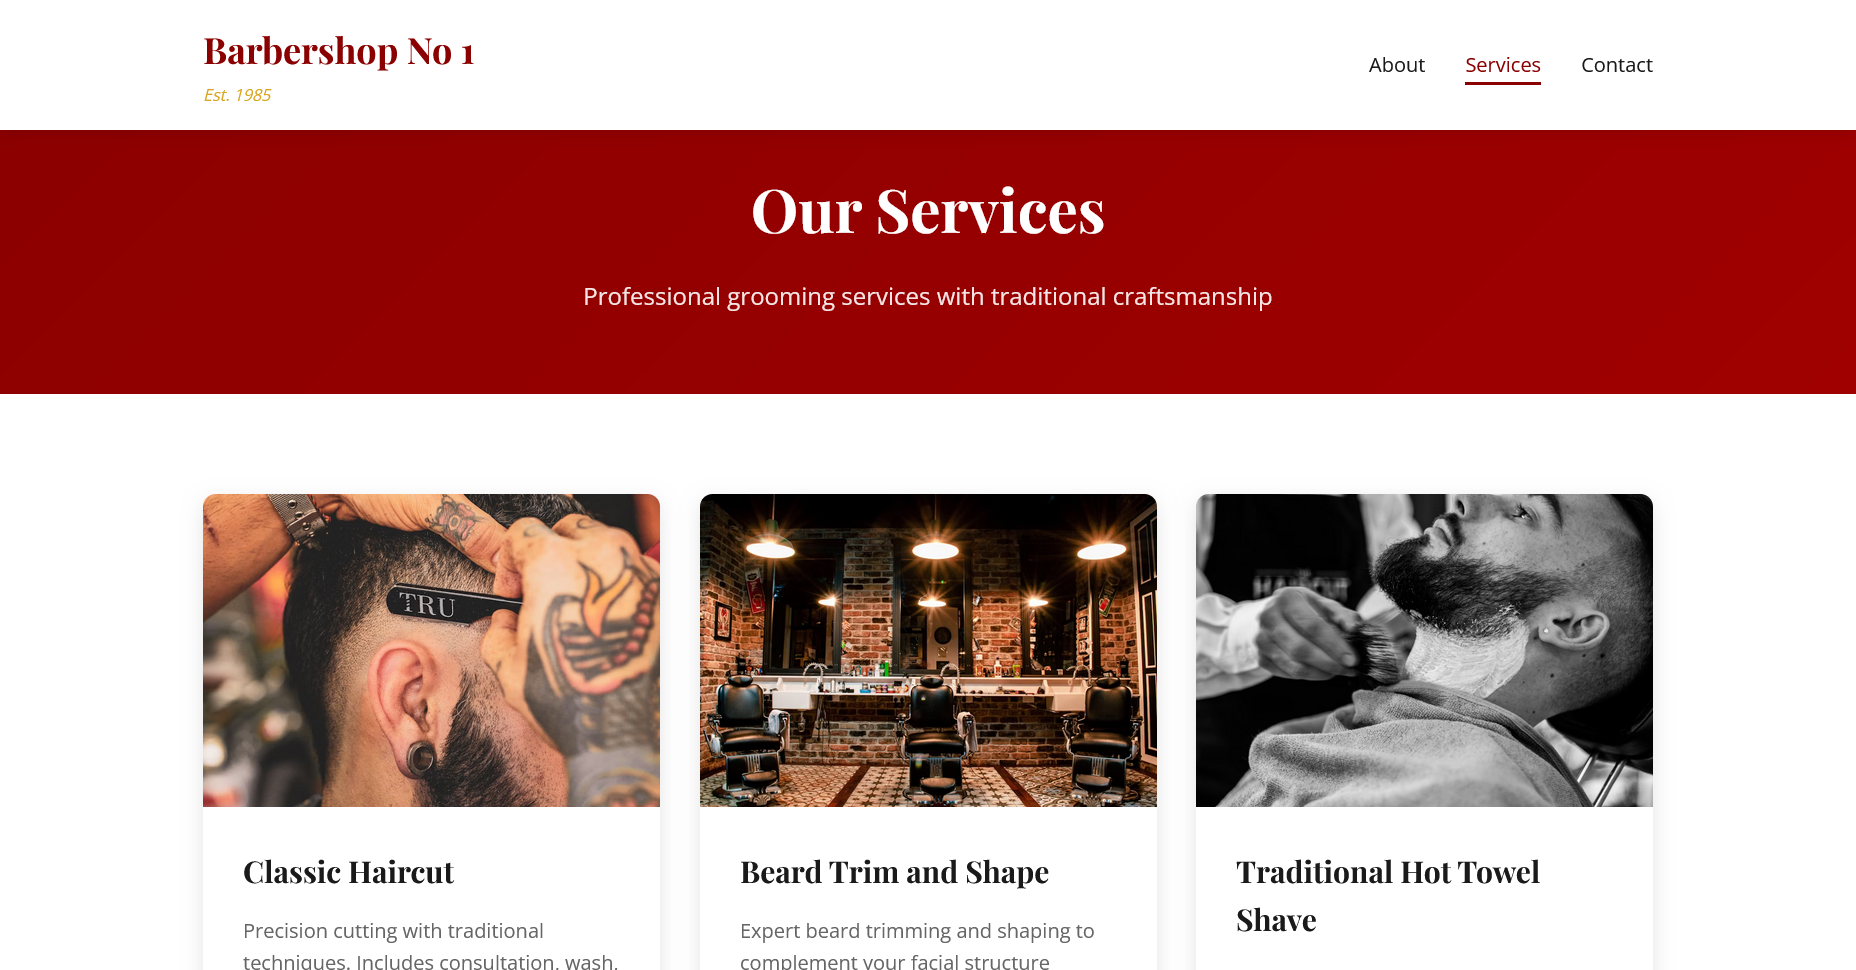 Barbershop No 1
Est. 1985
About Services Contact
Our Services
Professional grooming services with traditional craftsmanship
TRU
Classic Haircut
Precision cutting with traditional
techniques. Includes consultation, wash,
Beard Trim and Shape
Expert beard trimming and shaping to
complement your facial structure
Traditional Hot Towel
Shave